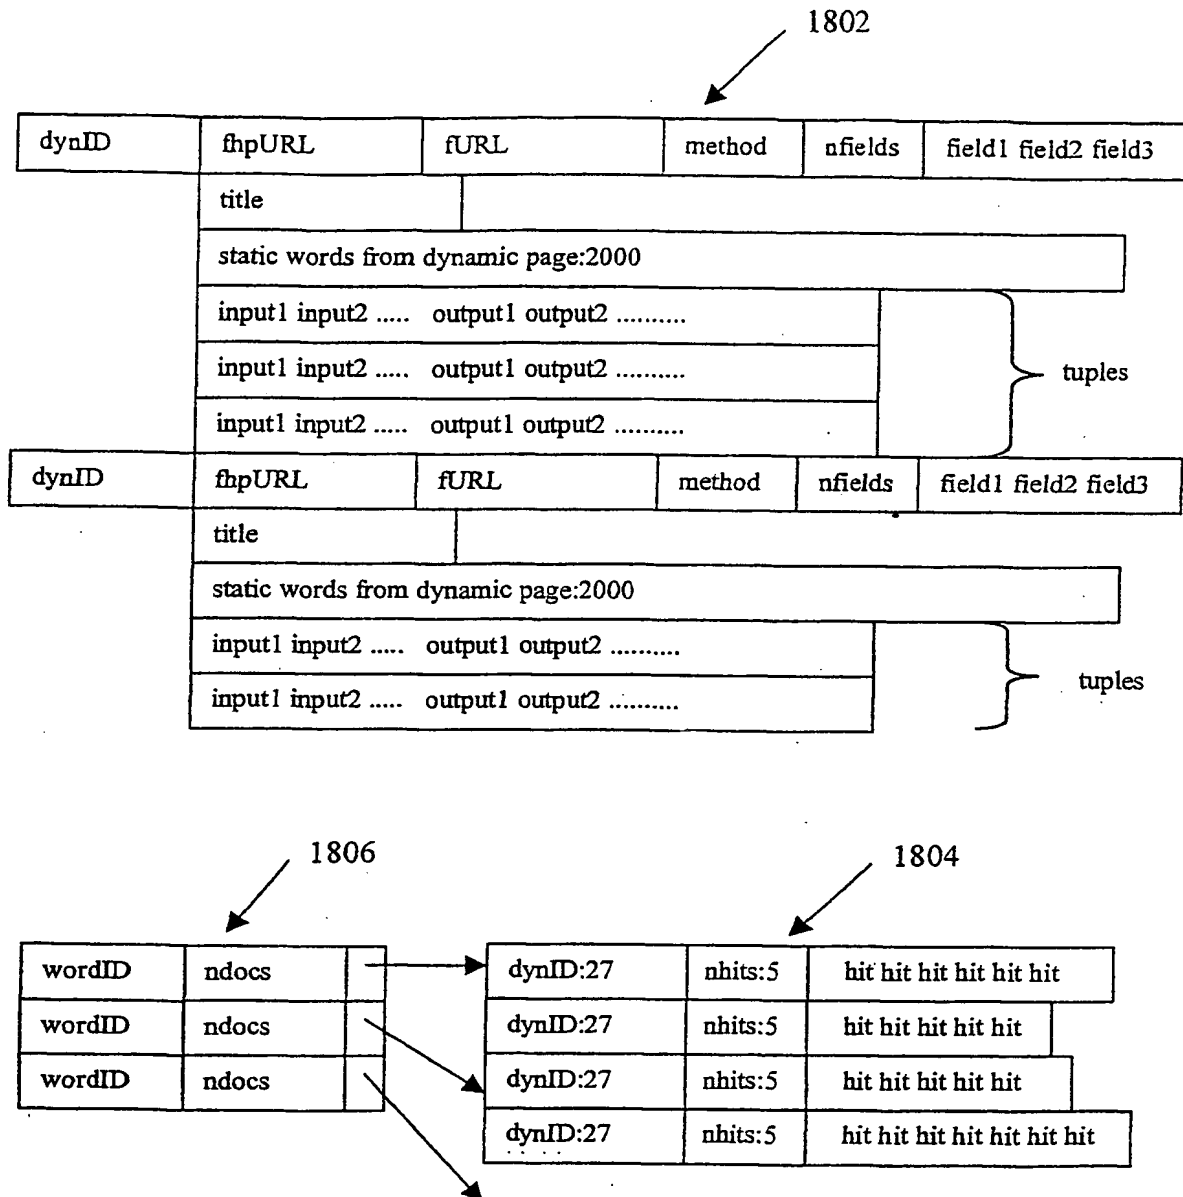 1802
dynID fhpURL fURL method nfields field1 field2 field3
title
static words from dynamic page:2000
input1 input2 ..... output1 output2 ..........
input1 input2 ..... output1 output2 ..........
tuples
input1 input2 ..... output1 output2 ..........
dynID fhpURL fURL method nfields field1 field2 field3
title
static words from dynamic page:2000
input1 input2 ..... output1 output2 ..........
tuples
input1 input2 ..... output1 output2 ..........
1806
1804
wordID ndocs dynID:27 nhits:5 hit hit hit hit hit hit
wordID ndocs dynID:27 nhits:5 hit hit hit hit hit
wordID ndocs dynID:27 nhits:5 hit hit hit hit hit
dynID:27 nhits:5 hit hit hit hit hit hit hit